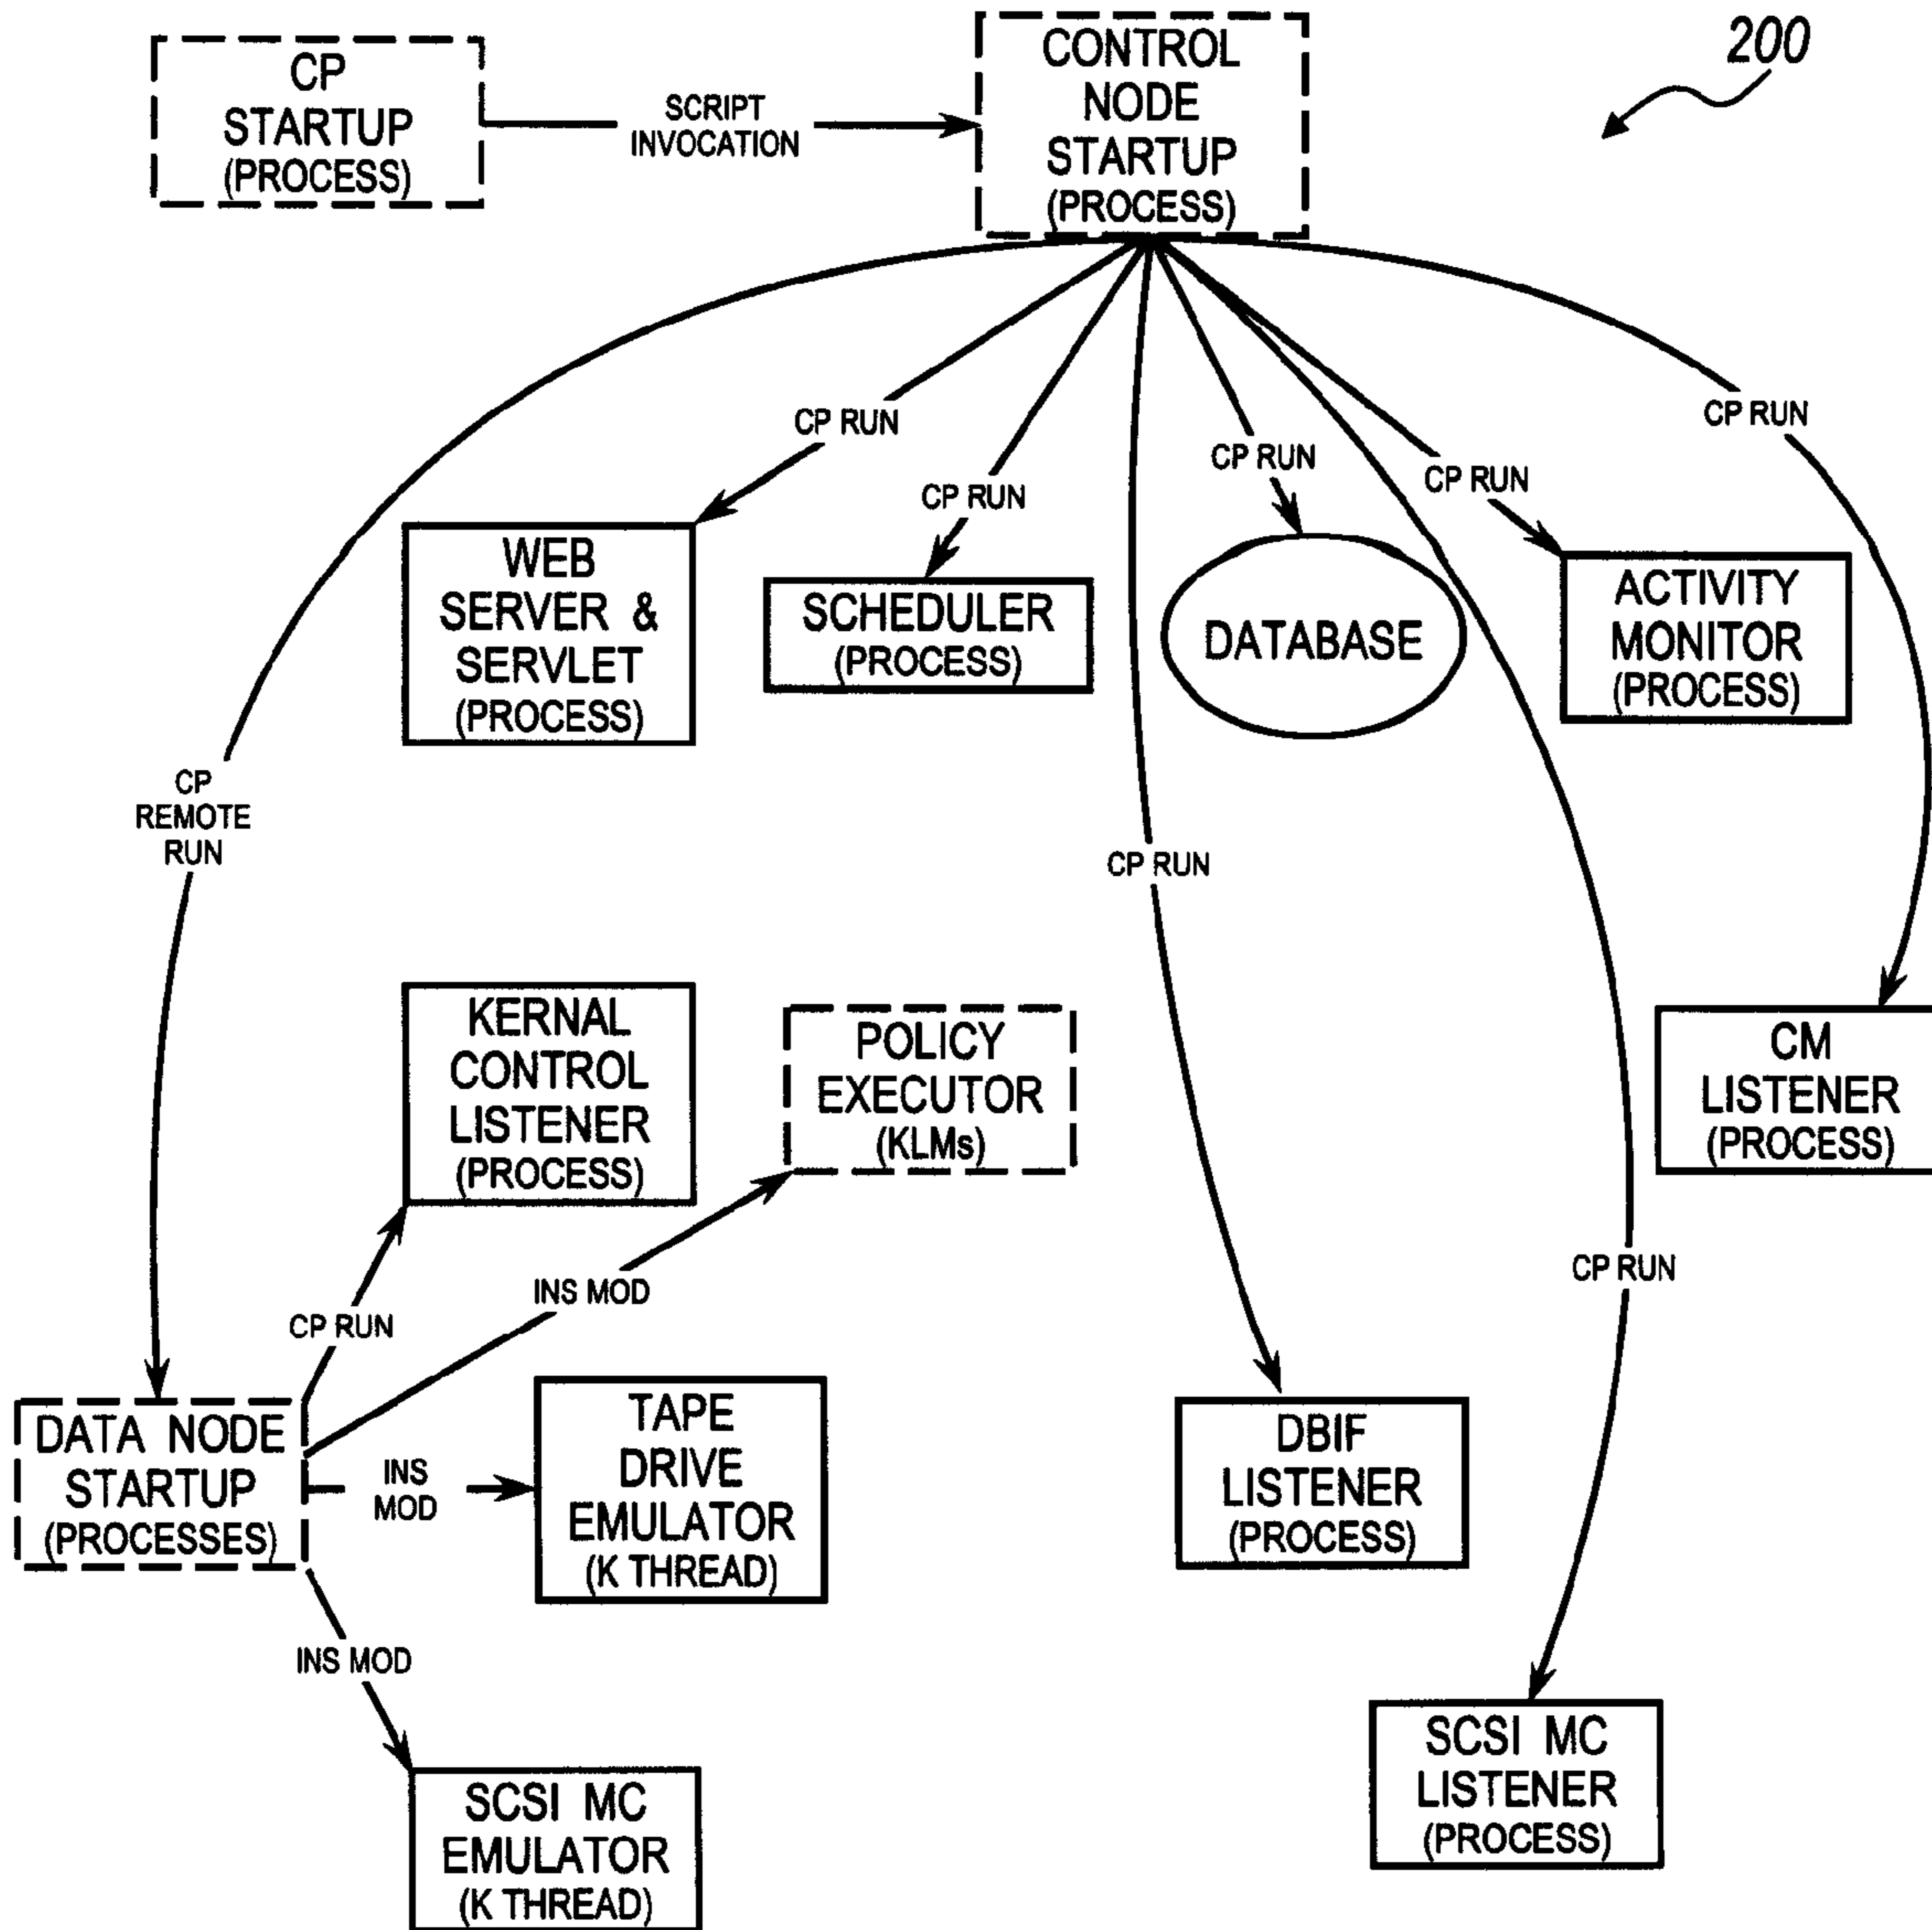 200
CP
STARTUP
(PROCESS)
SCRIPT
INVOCATION
CONTROL
NODE
STARTUP
(PROCESS)
CP RUN
CP RUN
CP RUN
CP RUN
CP RUN
WEB
SERVER &
SERVLET
(PROCESS)
SCHEDULER
(PROCESS)
DATABASE
ACTIVITY
MONITOR
(PROCESS)
CP
REMOTE
RUN
CP RUN
KERNAL
CONTROL
LISTENER
(PROCESS)
POLICY
EXECUTOR
(KLMs)
CM
LISTENER
(PROCESS)
CP RUN
INS MOD
CP RUN
DATA NODE
STARTUP
(PROCESSES)
INS
MOD
TAPE
DRIVE
EMULATOR
(K THREAD)
DBIF
LISTENER
(PROCESS)
INS MOD
SCSI MC
EMULATOR
(K THREAD)
SCSI MC
LISTENER
(PROCESS)